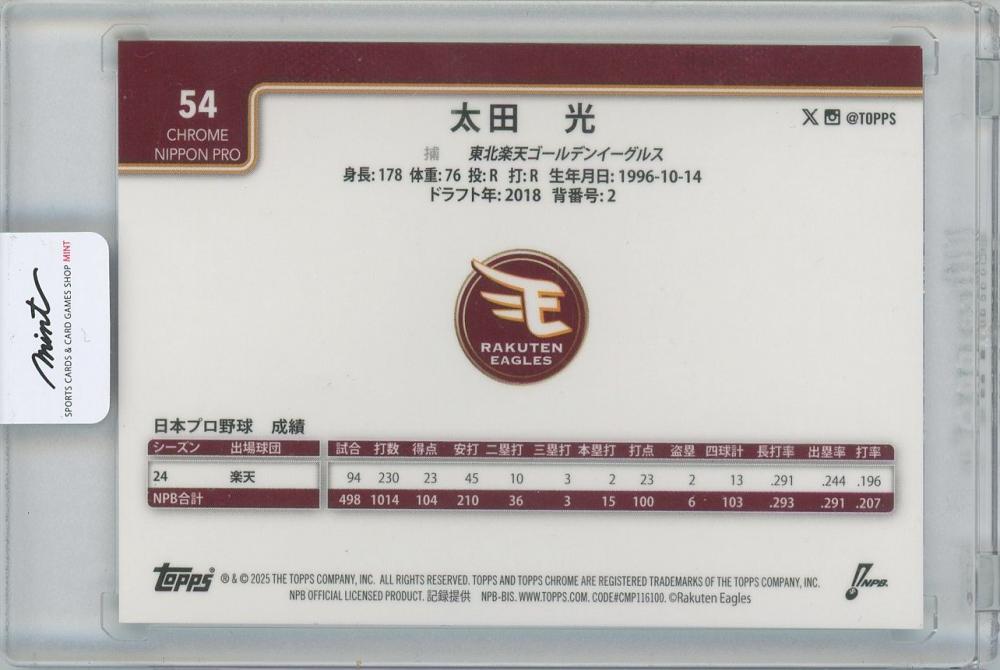 54
CHROME
NIPPON PRO
太田 光
@TOPPS
捕 東北楽天ゴールデンイーグルス
身長: 178 体重: 76 投: R 打: R 生年月日: 1996-10-14
ドラフト年: 2018 背番号: 2
mint
SPORTS CARDS & CARD GAMES SHOP MINT
RAKUTEN
EAGLES
日本プロ野球 成績
シーズン 出場球団 試合 打数 得点 安打 二塁打 三塁打 本塁打 打点 盗塁 四球計 長打率 出塁率 打率
24 楽天 94 230 23 45 10 3 2 23 2 13 .291 .244 .196
NPB合計 498 1014 104 210 36 3 15 100 6 103 .293 .291 .207
Topps ® & © 2025 THE TOPPS COMPANY, INC. ALL RIGHTS RESERVED. TOPPS AND TOPPS CHROME ARE REGISTERED TRADEMARKS OF THE TOPPS COMPANY, INC.
NPB OFFICIAL LICENSED PRODUCT. 記録提供 NPB-BIS. WWW.TOPPS.COM. CODE#CMP116100. ©Rakuten Eagles
NPB